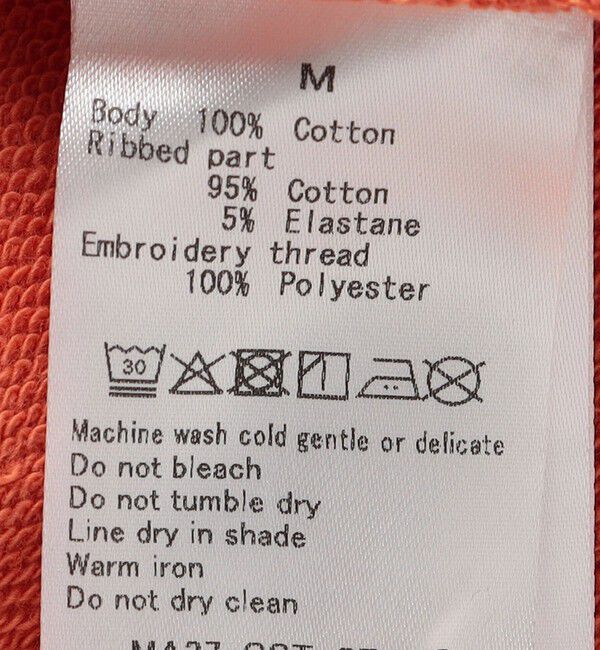 M
Body 100% Cotton
Ribbed part
95% Cotton
5% Elastane
Embroidery thread
100% Polyester
30
Machine wash cold gentle or delicate
Do not bleach
Do not tumble dry
Line dry in shade
Warm iron
Do not dry clean